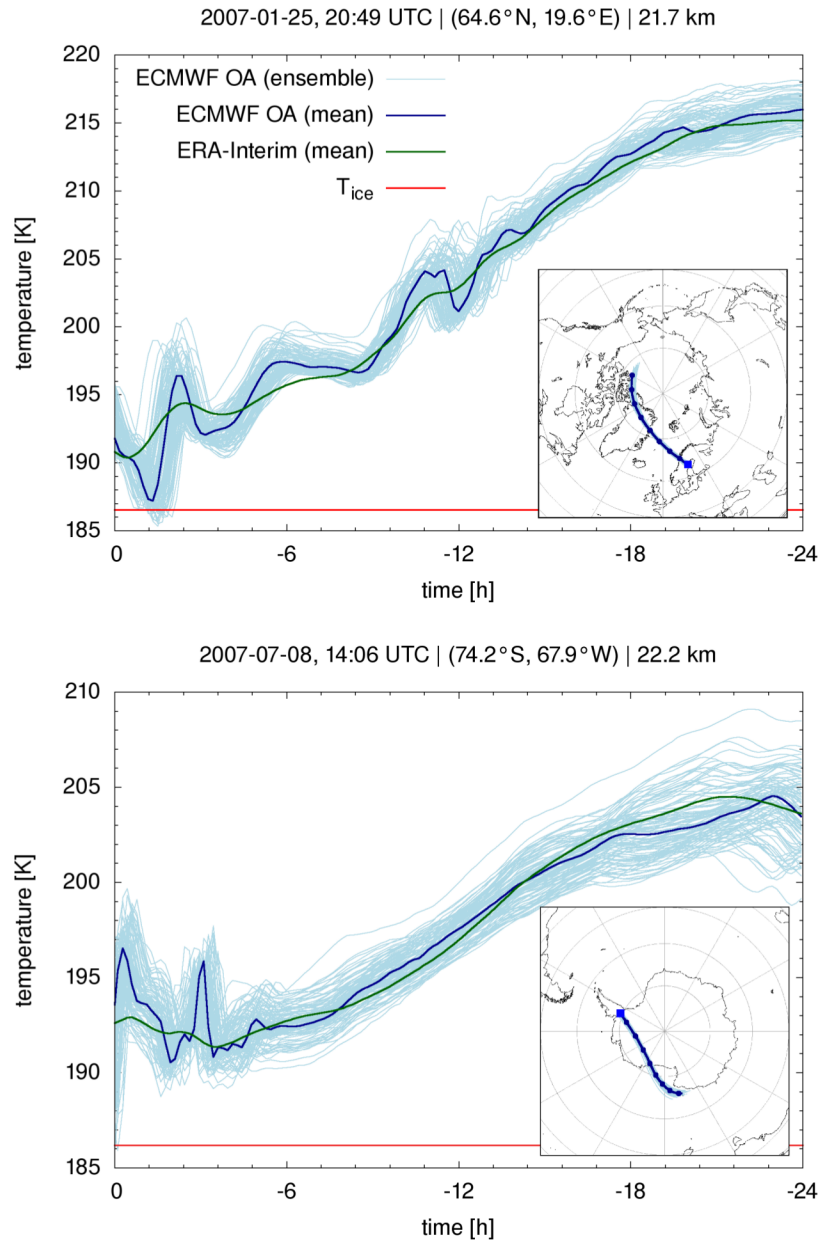 2007-01-25, 20:49 UTC | (64.6°N, 19.6°E) | 21.7 km
220
ECMWF OA (ensemble)
ECMWF OA (mean)
215
ERA-Interim (mean)
T_ice
210
205
200
195
190
185
temperature [K]
0 -6 -12 -18 -24
time [h]
2007-07-08, 14:06 UTC | (74.2°S, 67.9°W) | 22.2 km
210
205
200
195
190
185
temperature [K]
0 -6 -12 -18 -24
time [h]